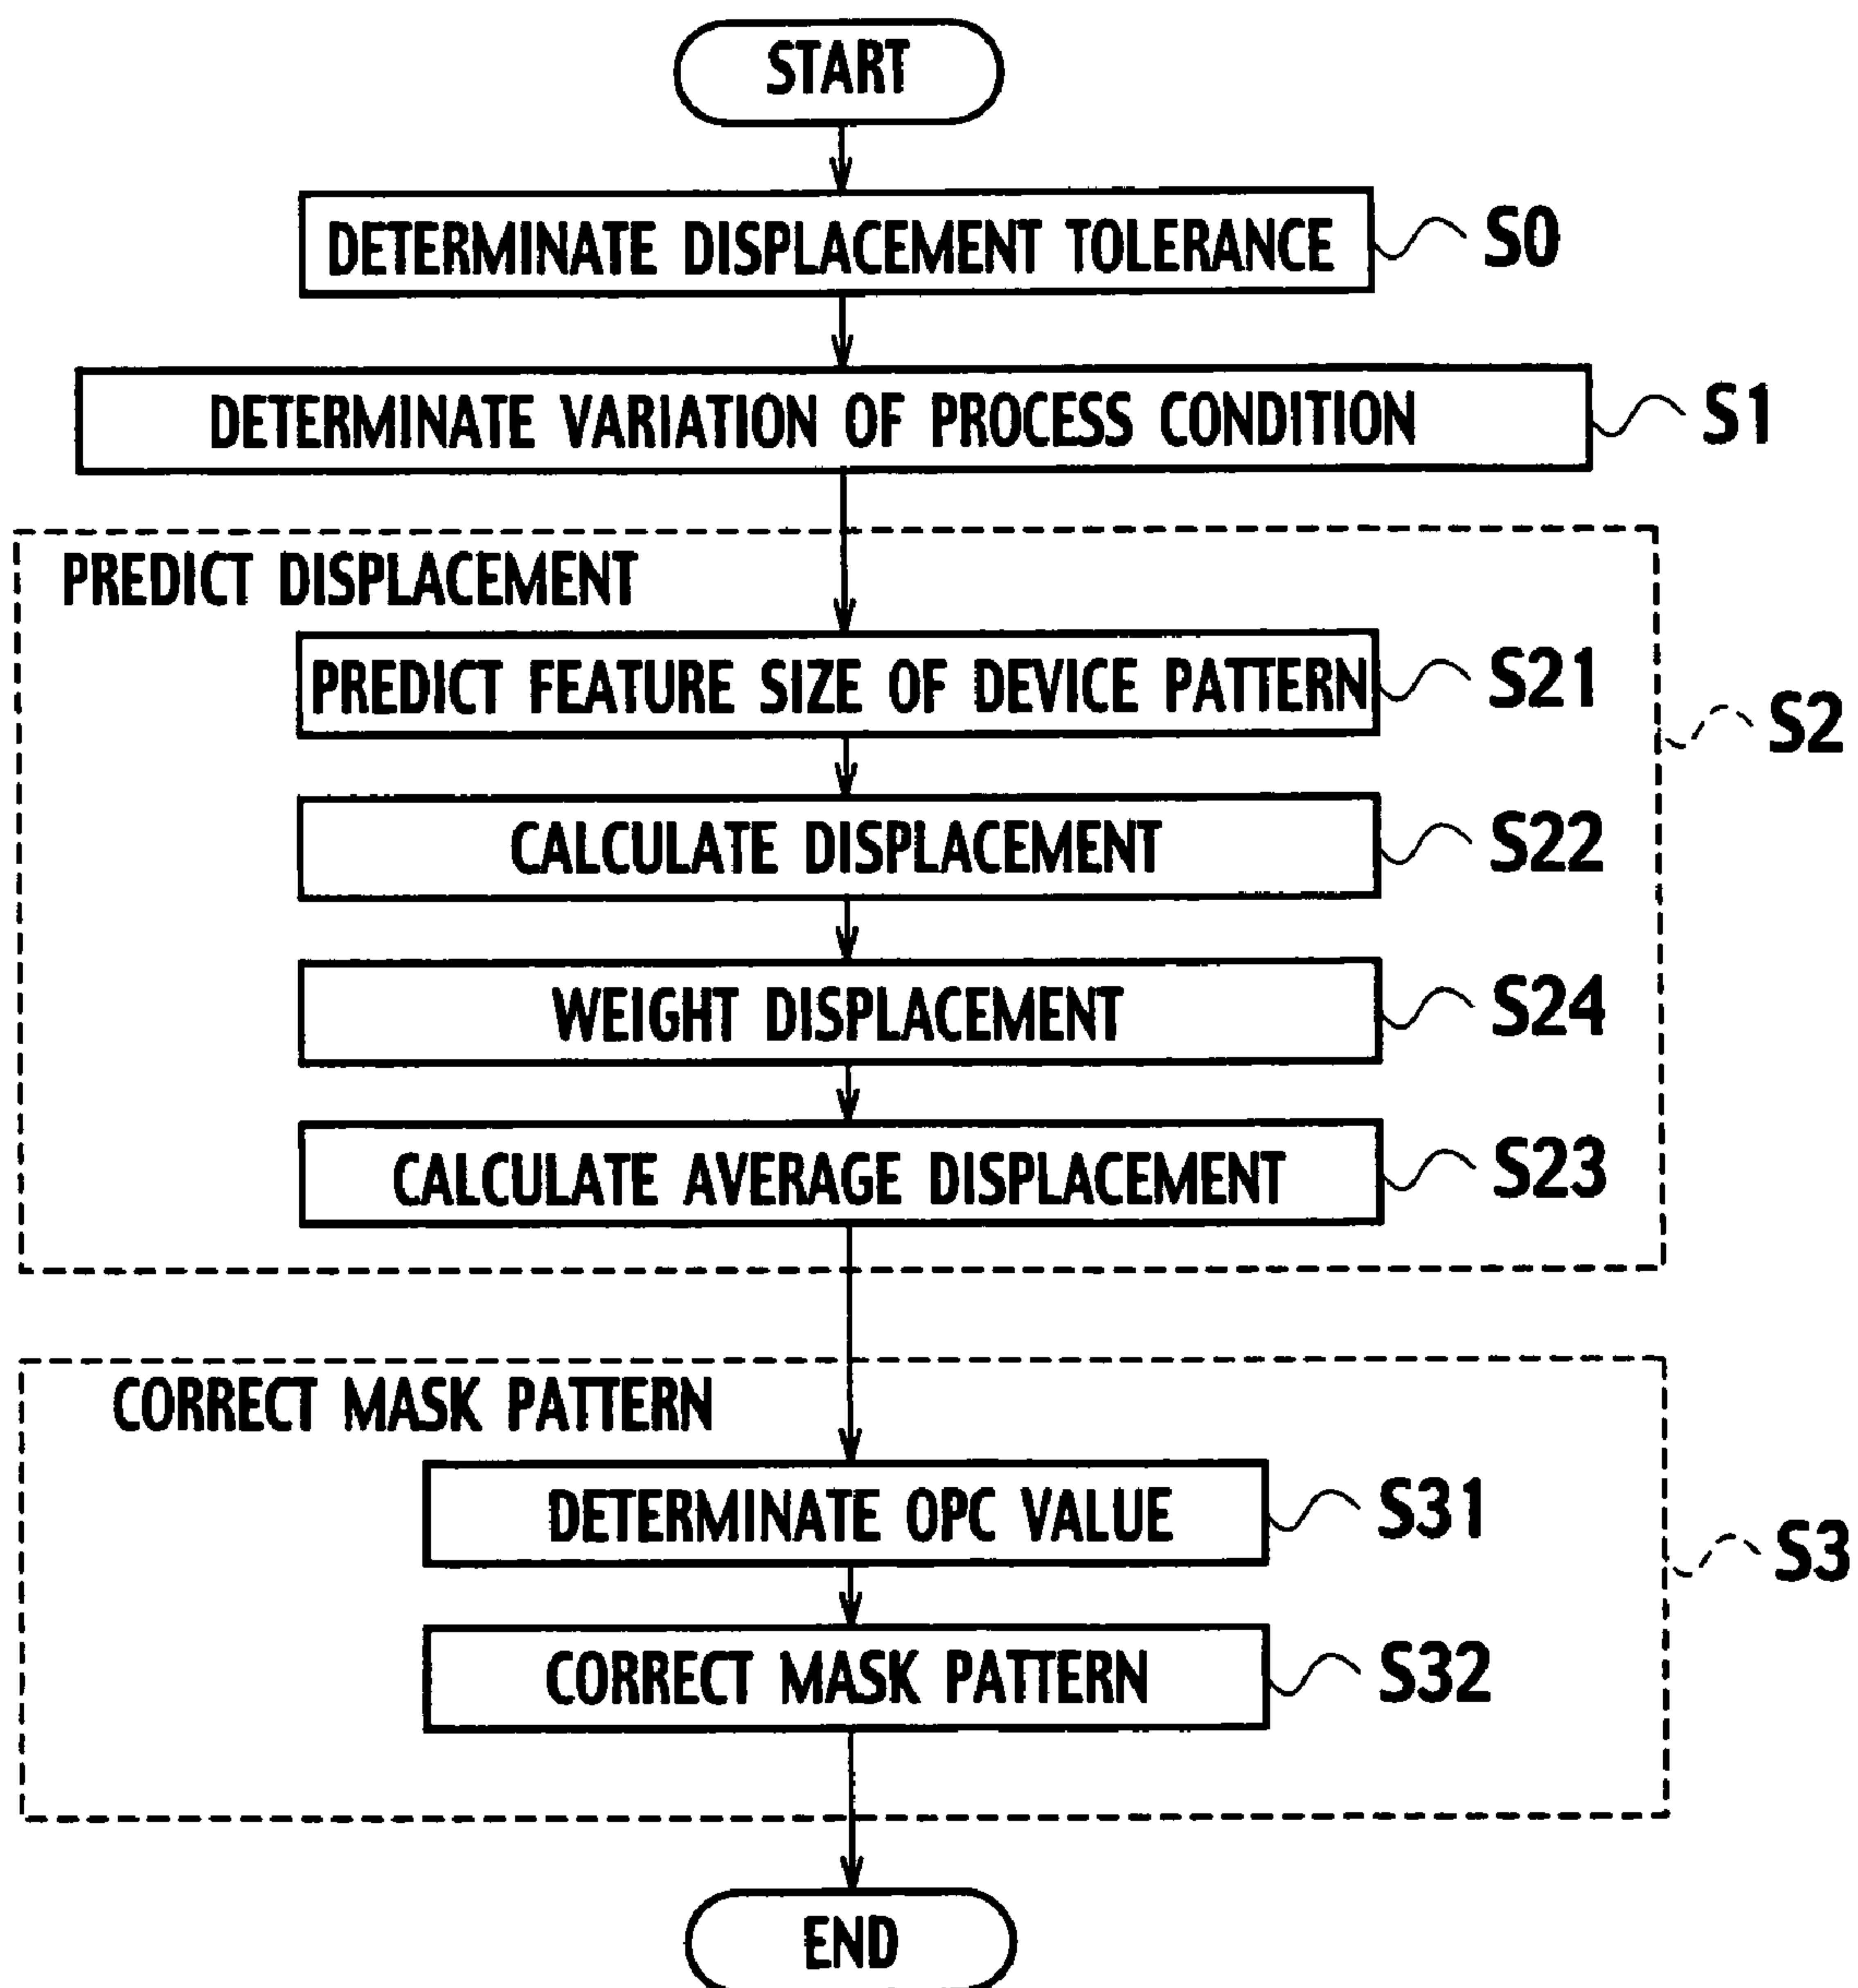 START
DETERMINATE DISPLACEMENT TOLERANCE S0
DETERMINATE VARIATION OF PROCESS CONDITION S1
PREDICT DISPLACEMENT
PREDICT FEATURE SIZE OF DEVICE PATTERN S21
S2
CALCULATE DISPLACEMENT S22
WEIGHT DISPLACEMENT S24
CALCULATE AVERAGE DISPLACEMENT S23
CORRECT MASK PATTERN
DETERMINATE OPC VALUE S31
S3
CORRECT MASK PATTERN S32
END